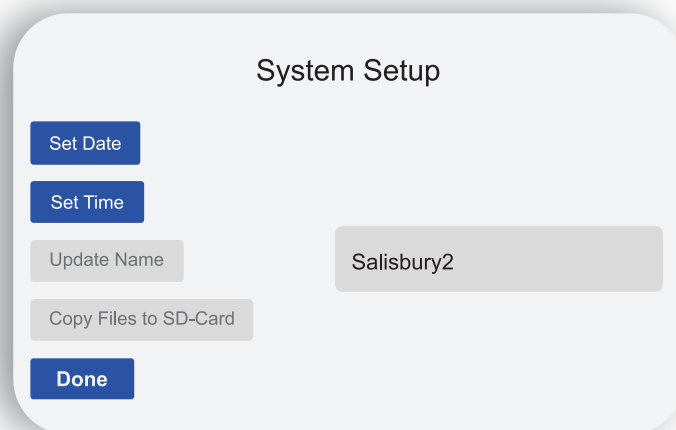 System Setup
Set Date
Set Time
Update Name
Salisbury2
Copy Files to SD-Card
Done